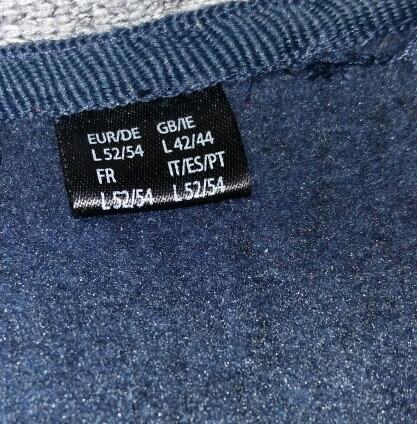 EUR/DE GB/IE
L 52/54 L 42/44
FR IT/ES/PT
L 52/54 L 52/54